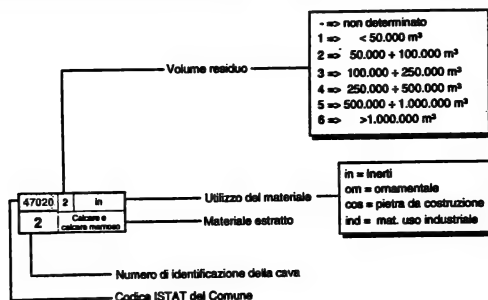 - => non determinato
1 => < 50.000 m³
2 => 50.000 ÷ 100.000 m³
3 => 100.000 ÷ 250.000 m³
4 => 250.000 ÷ 500.000 m³
5 => 500.000 ÷ 1.000.000 m³
6 => >1.000.000 m³
Volume residuo
in = inerti
orn = ornamentale
cos = pietra da costruzione
ind = mat. uso industriale
47020 2 in
2 Calcare e
calcare marnoso
Utilizzo del materiale
Materiale estratto
Numero di identificazione della cava
Codice ISTAT del Comune